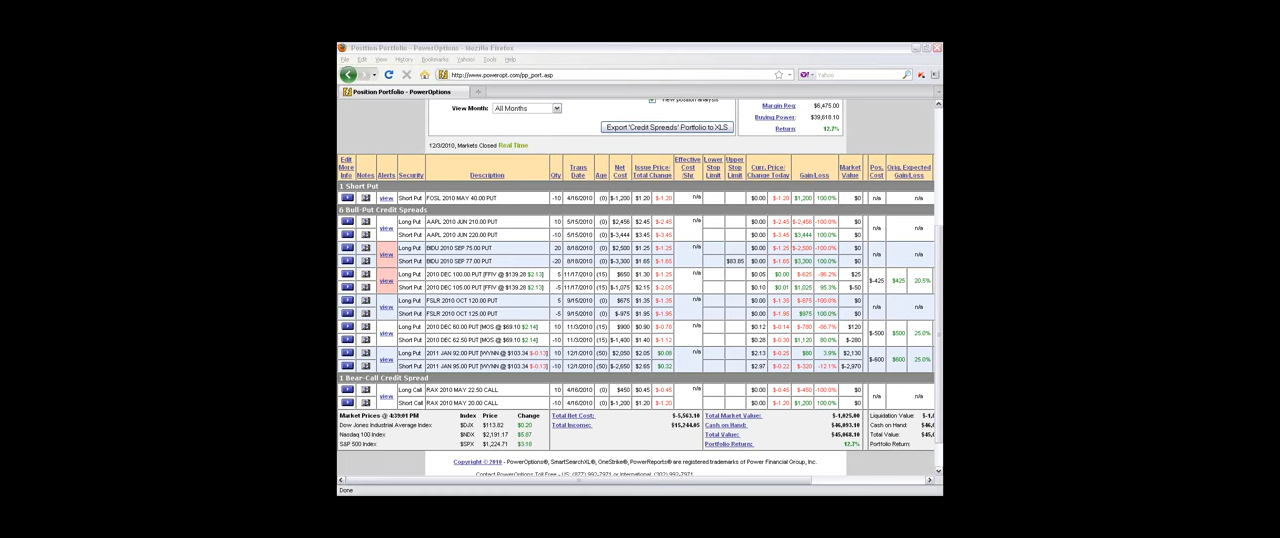 Position Portfolio - PowerOptions - Mozilla Firefox
File Edit View History Bookmarks Yahoo! Tools Help
http://www.poweropt.com/pp_port.asp Yahoo
Position Portfolio - PowerOptions
View position analysis
View Month: All Months
Export 'Credit Spreads' Portfolio to XLS
Margin Req: $6,475.00
Buying Power: $39,618.10
Return: 12.7%
12/3/2010, Markets Closed Real Time
Edit More Info Notes Alerts Security Description Qty Trans Date Age Net Cost Issue Price/ Total Change Effective Cost /Shr Lower Stop Limit Upper Stop Limit Curr. Price/ Change Today Gain/Loss Market Value Pos. Cost Orig. Expected Gain/Loss
1 Short Put
view Short Put FOSL 2010 MAY 40.00 PUT -10 4/16/2010 (0) $-1,200 $1.20 $-1.20 n/a $0.00 $-1.20 $1,200 100.0% $0 n/a n/a
6 Bull-Put Credit Spreads
Long Put AAPL 2010 JUN 210.00 PUT 10 5/15/2010 (0) $2,456 $2.45 $-2.45 n/a $0.00 $-2.45 $-2,456 -100.0% $0
view n/a n/a
Short Put AAPL 2010 JUN 220.00 PUT -10 5/15/2010 (0) $-3,444 $3.45 $-3.45 $0.00 $-3.45 $3,444 100.0% $0
Long Put BIDU 2010 SEP 75.00 PUT 20 8/18/2010 (0) $2,500 $1.25 $-1.25 n/a $0.00 $-1.25 $-2,500 -100.0% $0
view n/a n/a
Short Put BIDU 2010 SEP 77.00 PUT -20 8/18/2010 (0) $-3,300 $1.65 $-1.65 $83.85 $0.00 $-1.65 $3,300 100.0% $0
Long Put 2010 DEC 100.00 PUT [FFIV @ $139.28 $2.13] 5 11/17/2010 (15) $650 $1.30 $-1.25 n/a $0.05 $0.00 $-625 -96.2% $25
view $-425 $425 20.5%
Short Put 2010 DEC 105.00 PUT [FFIV @ $139.28 $2.13] -5 11/17/2010 (15) $-1,075 $2.15 $-2.05 $0.10 $0.01 $1,025 95.3% $-50
Long Put FSLR 2010 OCT 120.00 PUT 5 9/15/2010 (0) $675 $1.35 $-1.35 n/a $0.00 $-1.35 $-675 -100.0% $0
view n/a n/a
Short Put FSLR 2010 OCT 125.00 PUT -5 9/15/2010 (0) $-975 $1.95 $-1.95 $0.00 $-1.95 $975 100.0% $0
Long Put 2010 DEC 60.00 PUT [MOS @ $69.10 $2.14] 10 11/3/2010 (15) $900 $0.90 $-0.78 n/a $0.12 $-0.14 $-780 -86.7% $120
view $-500 $500 25.0%
Short Put 2010 DEC 62.50 PUT [MOS @ $69.10 $2.14] -10 11/3/2010 (15) $-1,400 $1.40 $-1.12 $0.28 $-0.30 $1,120 80.0% $-280
Long Put 2011 JAN 92.00 PUT [WYNN @ $103.34 $-0.13] 10 12/1/2010 (50) $2,050 $2.05 $0.08 n/a $2.13 $-0.25 $80 3.9% $2,130
view $-600 $600 25.0%
Short Put 2011 JAN 95.00 PUT [WYNN @ $103.34 $-0.13] -10 12/1/2010 (50) $-2,650 $2.65 $0.32 $2.97 $-0.22 $-320 -12.1% $-2,970
1 Bear-Call Credit Spread
Long Call RAX 2010 MAY 22.50 CALL 10 4/16/2010 (0) $450 $0.45 $-0.45 n/a $0.00 $-0.45 $-450 -100.0% $0
view n/a n/a
Short Call RAX 2010 MAY 20.00 CALL -10 4/16/2010 (0) $-1,200 $1.20 $-1.20 $0.00 $-1.20 $1,200 100.0% $0
Market Prices @ 4:39:01 PM Index Price Change Total Net Cost: $-5,563.10 Total Market Value: $-1,025.00 Liquidation Value:
Dow Jones Industrial Average Index $DJX $113.82 $0.20 Total Income: $15,244.05 Cash on Hand: $46,093.10 Cash on Hand:
Nasdaq 100 Index $NDX $2,191.17 $5.87 Total Value: $45,068.10 Total Value:
S&P 500 Index $SPX $1,224.71 $3.18 Portfolio Return: 12.7% Portfolio Return:
Copyright © 2010 - PowerOptions®, SmartSearchXL®, OneStrike®, PowerReports® are registered trademarks of Power Financial Group, Inc.
Contact PowerOptions Toll Free - US: (877) 992-7971 or International: (302) 992-7971
Done